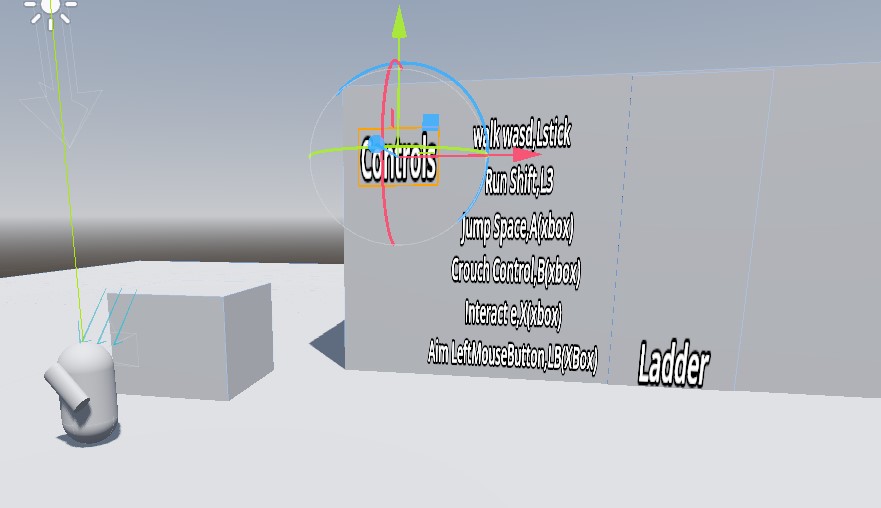 Controls
walk wasd,Lstick
Run Shift,L3
Jump Space,A(xbox)
Crouch Control,B(xbox)
Interact e,X(xbox)
Aim LeftMouseButton,LB(XBox)
Ladder